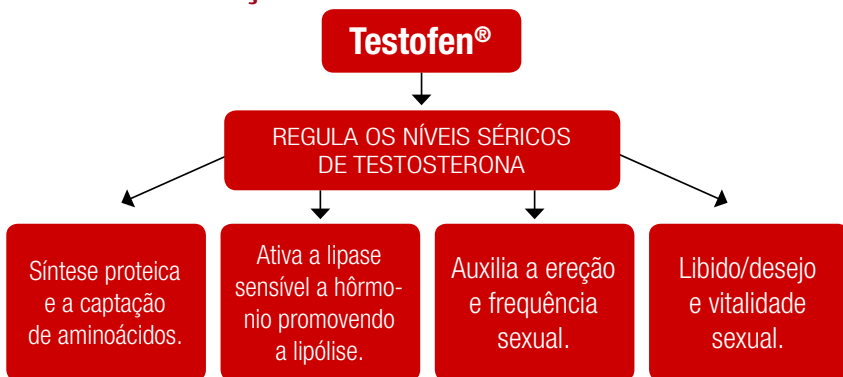 Testofen®
REGULA OS NÍVEIS SÉRICOS
DE TESTOSTERONA
Síntese proteica
e a captação
de aminoácidos.
Ativa a lipase
sensível a hôrmo-
nio promovendo
a lipólise.
Auxilia a ereção
e frequência
sexual.
Libido/desejo
e vitalidade
sexual.